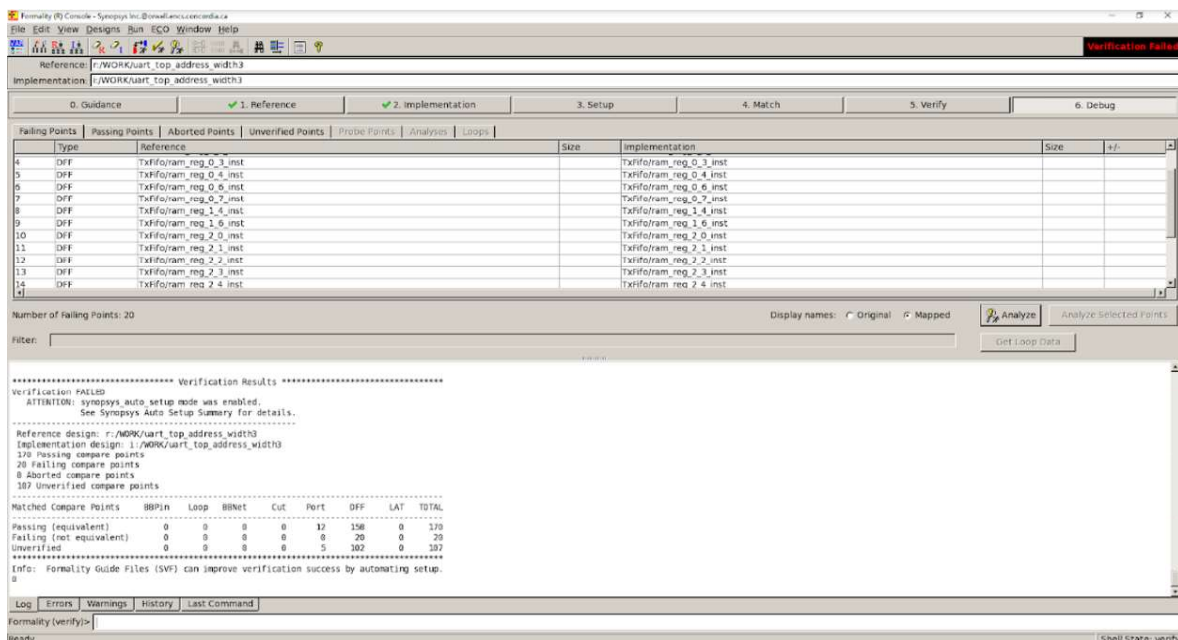 Formality (R) Console - Synopsys Inc.@orwell.encs.concordia.ca
File Edit View Designs Run ECO Window Help
Verification Failed
Reference: r:/WORK/uart_top_address_width3
Implementation: i:/WORK/uart_top_address_width3
0. Guidance 1. Reference 2. Implementation 3. Setup 4. Match 5. Verify 6. Debug
Failing Points Passing Points Aborted Points Unverified Points Probe Points Analyses Loops
Type Reference Size Implementation Size +/-
4 DFF TxFifo/ram_reg_0_3_inst TxFifo/ram_reg_0_3_inst
5 DFF TxFifo/ram_reg_0_4_inst TxFifo/ram_reg_0_4_inst
6 DFF TxFifo/ram_reg_0_6_inst TxFifo/ram_reg_0_6_inst
7 DFF TxFifo/ram_reg_0_7_inst TxFifo/ram_reg_0_7_inst
8 DFF TxFifo/ram_reg_1_4_inst TxFifo/ram_reg_1_4_inst
9 DFF TxFifo/ram_reg_1_6_inst TxFifo/ram_reg_1_6_inst
10 DFF TxFifo/ram_reg_2_0_inst TxFifo/ram_reg_2_0_inst
11 DFF TxFifo/ram_reg_2_1_inst TxFifo/ram_reg_2_1_inst
12 DFF TxFifo/ram_reg_2_2_inst TxFifo/ram_reg_2_2_inst
13 DFF TxFifo/ram_reg_2_3_inst TxFifo/ram_reg_2_3_inst
14 DFF TxFifo/ram_reg_2_4_inst TxFifo/ram_reg_2_4_inst
Number of Failing Points: 20 Display names: Original Mapped Analyze Analyze Selected Points
Filter: Get Loop Data
********************************* Verification Results *********************************
Verification FAILED
ATTENTION: synopsys_auto_setup mode was enabled.
See Synopsys Auto Setup Summary for details.
Reference design: r:/WORK/uart_top_address_width3
Implementation design: i:/WORK/uart_top_address_width3
170 Passing compare points
20 Failing compare points
0 Aborted compare points
107 Unverified compare points
Matched Compare Points BBPin Loop BBNet Cut Port DFF LAT TOTAL
Passing (equivalent) 0 0 0 0 12 158 0 170
Failing (not equivalent) 0 0 0 0 0 20 0 20
Unverified 0 0 0 0 5 102 0 107
****************************************************************************************
Info: Formality Guide Files (SVF) can improve verification success by automating setup.
0
Log Errors Warnings History Last Command
Formality (verify)>
Ready Shell State: verify